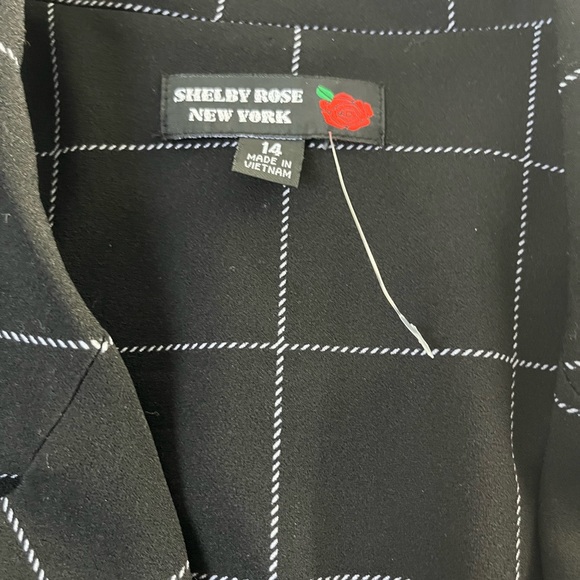 SHELBY ROSE
NEW YORK
14
MADE IN
VIETNAM